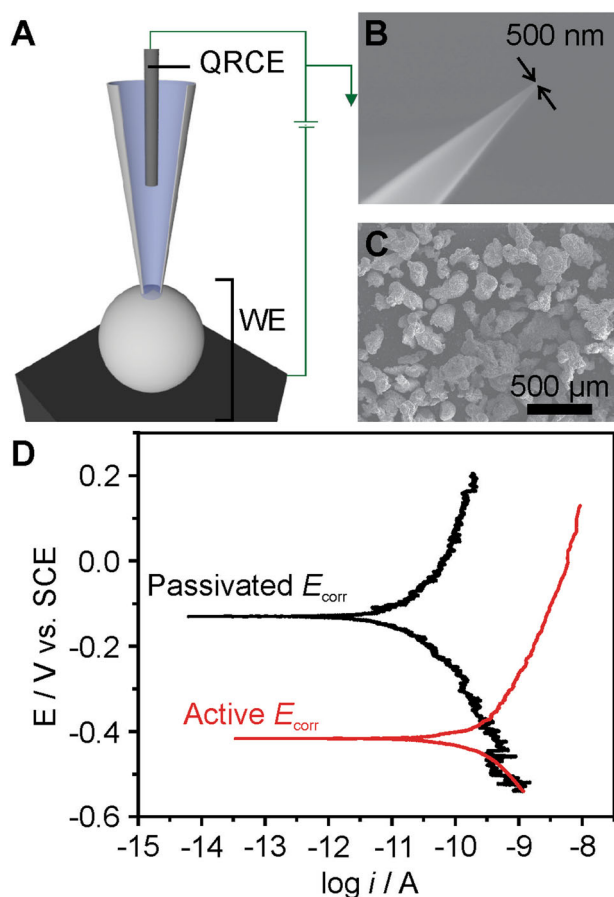 A
QRCE
WE
B
500 nm
C
500 µm
D
E / V vs. SCE
0.2
0.0
-0.2
-0.4
-0.6
Passivated Ecorr
Active Ecorr
-15 -14 -13 -12 -11 -10 -9 -8
log i / A